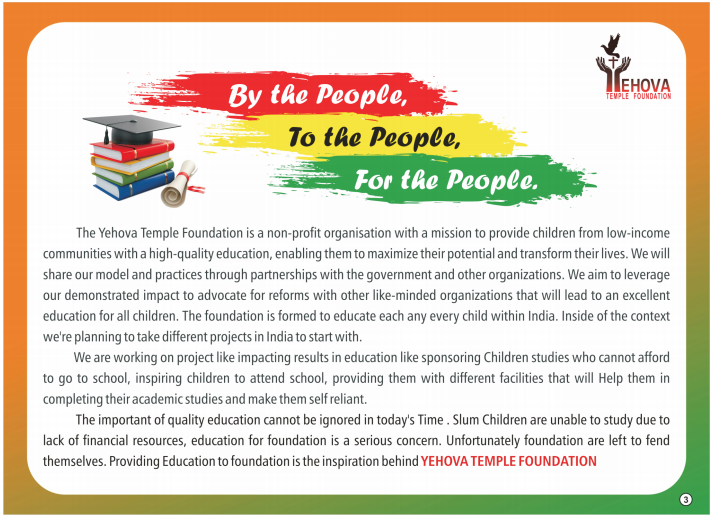 YEHOVA
TEMPLE FOUNDATION
By the People,
To the People,
For the People.
The Yehova Temple Foundation is a non-profit organisation with a mission to provide children from low-income
communities with a high-quality education, enabling them to maximize their potential and transform their lives. We will
share our model and practices through partnerships with the government and other organizations. We aim to leverage
our demonstrated impact to advocate for reforms with other like-minded organizations that will lead to an excellent
education for all children. The foundation is formed to educate each any every child within India. Inside of the context
we're planning to take different projects in India to start with.
We are working on project like impacting results in education like sponsoring Children studies who cannot afford
to go to school, inspiring children to attend school, providing them with different facilities that will Help them in
completing their academic studies and make them self reliant.
The important of quality education cannot be ignored in today's Time . Slum Children are unable to study due to
lack of financial resources, education for foundation is a serious concern. Unfortunately foundation are left to fend
themselves. Providing Education to foundation is the inspiration behind YEHOVA TEMPLE FOUNDATION
3